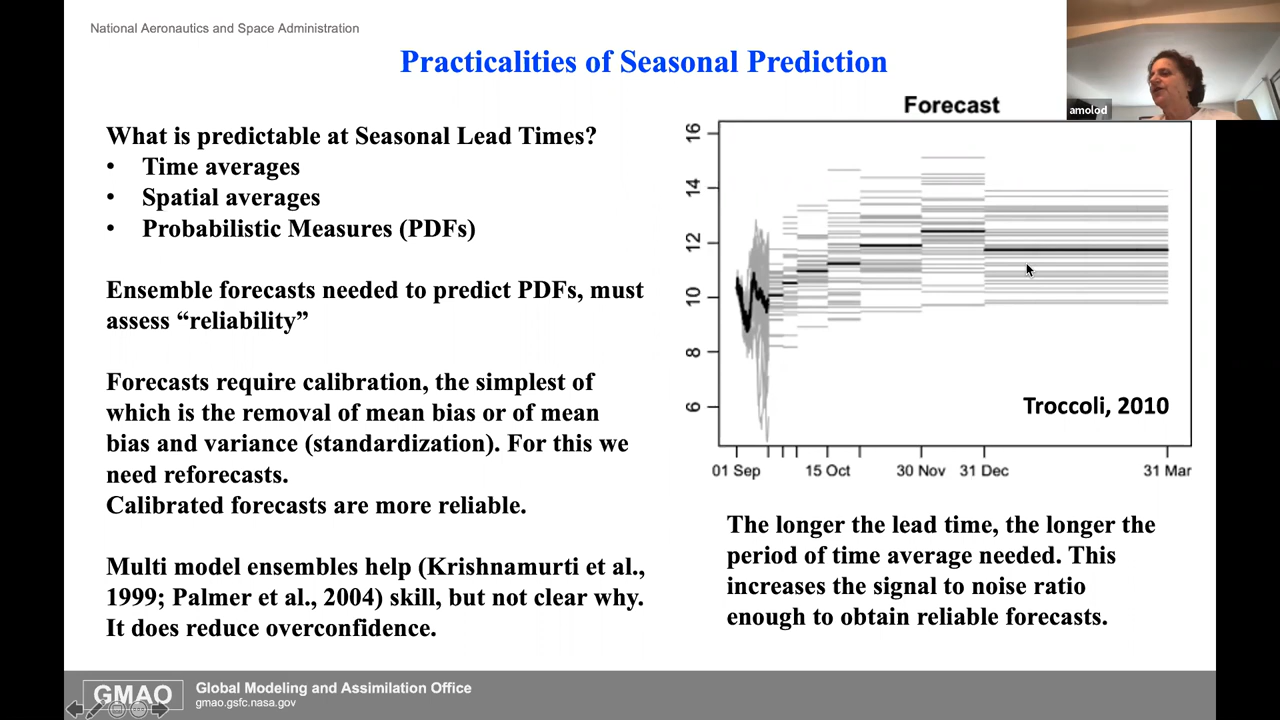 National Aeronautics and Space Administration
Practicalities of Seasonal Prediction
amolod
What is predictable at Seasonal Lead Times?
• Time averages
• Spatial averages
• Probabilistic Measures (PDFs)
Ensemble forecasts needed to predict PDFs, must
assess “reliability”
Forecasts require calibration, the simplest of
which is the removal of mean bias or of mean
bias and variance (standardization). For this we
need reforecasts.
Calibrated forecasts are more reliable.
Multi model ensembles help (Krishnamurti et al.,
1999; Palmer et al., 2004) skill, but not clear why.
It does reduce overconfidence.
Forecast
16
14
12
10
8
6
Troccoli, 2010
01 Sep 15 Oct 30 Nov 31 Dec 31 Mar
The longer the lead time, the longer the
period of time average needed. This
increases the signal to noise ratio
enough to obtain reliable forecasts.
GMAO
Global Modeling and Assimilation Office
gmao.gsfc.nasa.gov